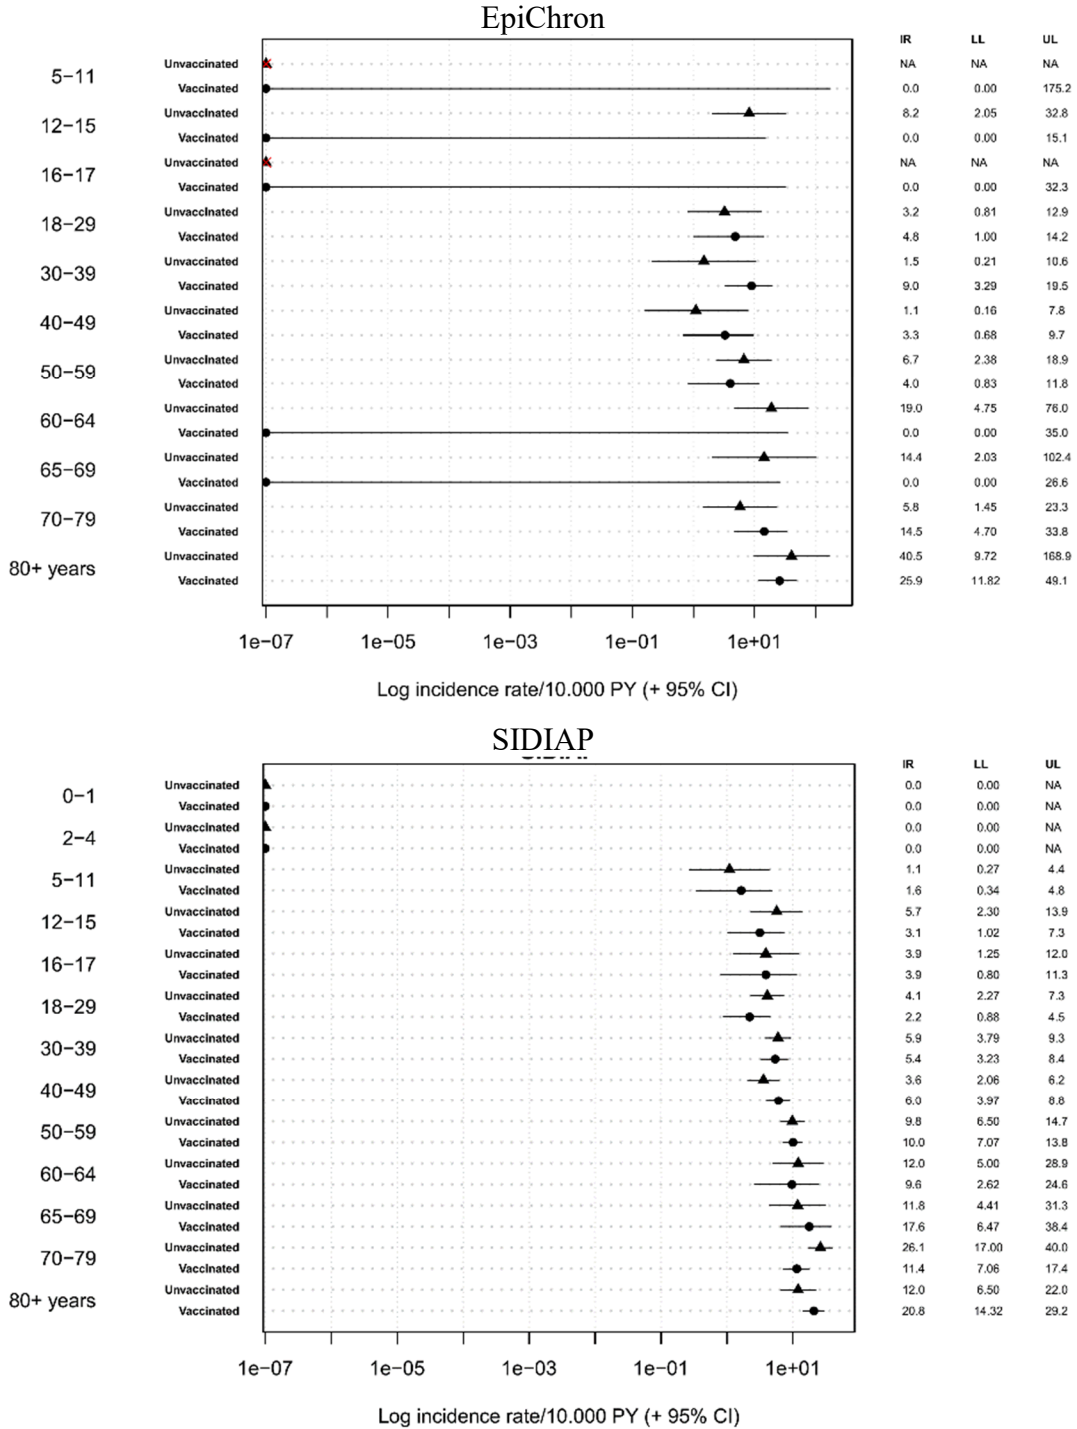 EpiChron
IR LL UL
5−11
Unvaccinated NA NA NA
Vaccinated 0.0 0.00 175.2
12−15
Unvaccinated 8.2 2.05 32.8
Vaccinated 0.0 0.00 15.1
16−17
Unvaccinated NA NA NA
Vaccinated 0.0 0.00 32.3
18−29
Unvaccinated 3.2 0.81 12.9
Vaccinated 4.8 1.00 14.2
30−39
Unvaccinated 1.5 0.21 10.6
Vaccinated 9.0 3.29 19.5
40−49
Unvaccinated 1.1 0.16 7.8
Vaccinated 3.3 0.68 9.7
50−59
Unvaccinated 6.7 2.38 18.9
Vaccinated 4.0 0.83 11.8
60−64
Unvaccinated 19.0 4.75 76.0
Vaccinated 0.0 0.00 35.0
65−69
Unvaccinated 14.4 2.03 102.4
Vaccinated 0.0 0.00 26.6
70−79
Unvaccinated 5.8 1.45 23.3
Vaccinated 14.5 4.70 33.8
80+ years
Unvaccinated 40.5 9.72 168.9
Vaccinated 25.9 11.82 49.1
1e−07 1e−05 1e−03 1e−01 1e+01
Log incidence rate/10.000 PY (+ 95% CI)
SIDIAP
IR LL UL
0−1
Unvaccinated 0.0 0.00 NA
Vaccinated 0.0 0.00 NA
2−4
Unvaccinated 0.0 0.00 NA
Vaccinated 0.0 0.00 NA
5−11
Unvaccinated 1.1 0.27 4.4
Vaccinated 1.6 0.34 4.8
12−15
Unvaccinated 5.7 2.30 13.9
Vaccinated 3.1 1.02 7.3
16−17
Unvaccinated 3.9 1.25 12.0
Vaccinated 3.9 0.80 11.3
18−29
Unvaccinated 4.1 2.27 7.3
Vaccinated 2.2 0.88 4.5
30−39
Unvaccinated 5.9 3.79 9.3
Vaccinated 5.4 3.23 8.4
40−49
Unvaccinated 3.6 2.06 6.2
Vaccinated 6.0 3.97 8.8
50−59
Unvaccinated 9.8 6.50 14.7
Vaccinated 10.0 7.07 13.8
60−64
Unvaccinated 12.0 5.00 28.9
Vaccinated 9.6 2.62 24.6
65−69
Unvaccinated 11.8 4.41 31.3
Vaccinated 17.6 6.47 38.4
70−79
Unvaccinated 26.1 17.00 40.0
Vaccinated 11.4 7.06 17.4
80+ years
Unvaccinated 12.0 6.50 22.0
Vaccinated 20.8 14.32 29.2
1e−07 1e−05 1e−03 1e−01 1e+01
Log incidence rate/10.000 PY (+ 95% CI)